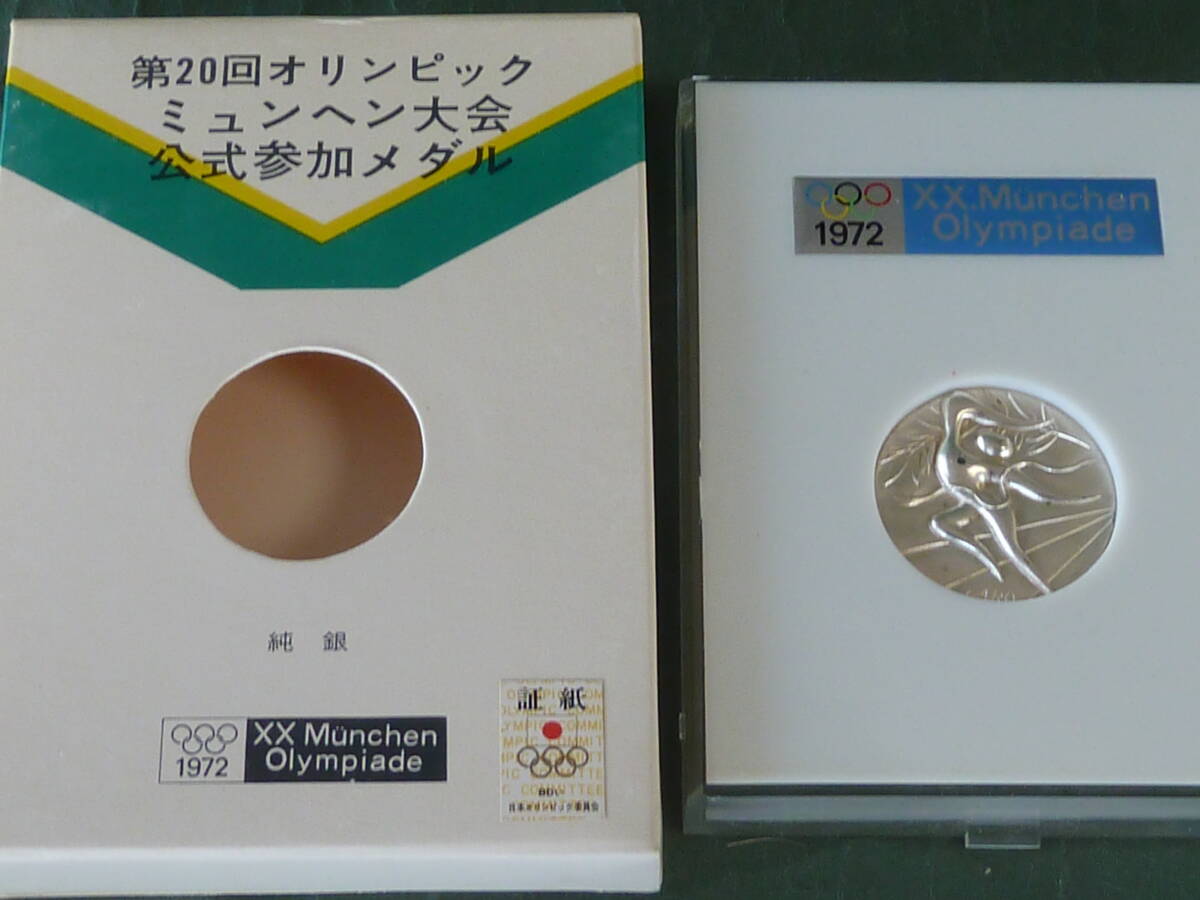 第20回オリンピック
ミュンヘン大会
公式参加メダル
純銀
1972
XX München
Olympiade
証紙
日本オリンピック委員会
1972
XX.München
Olympiade